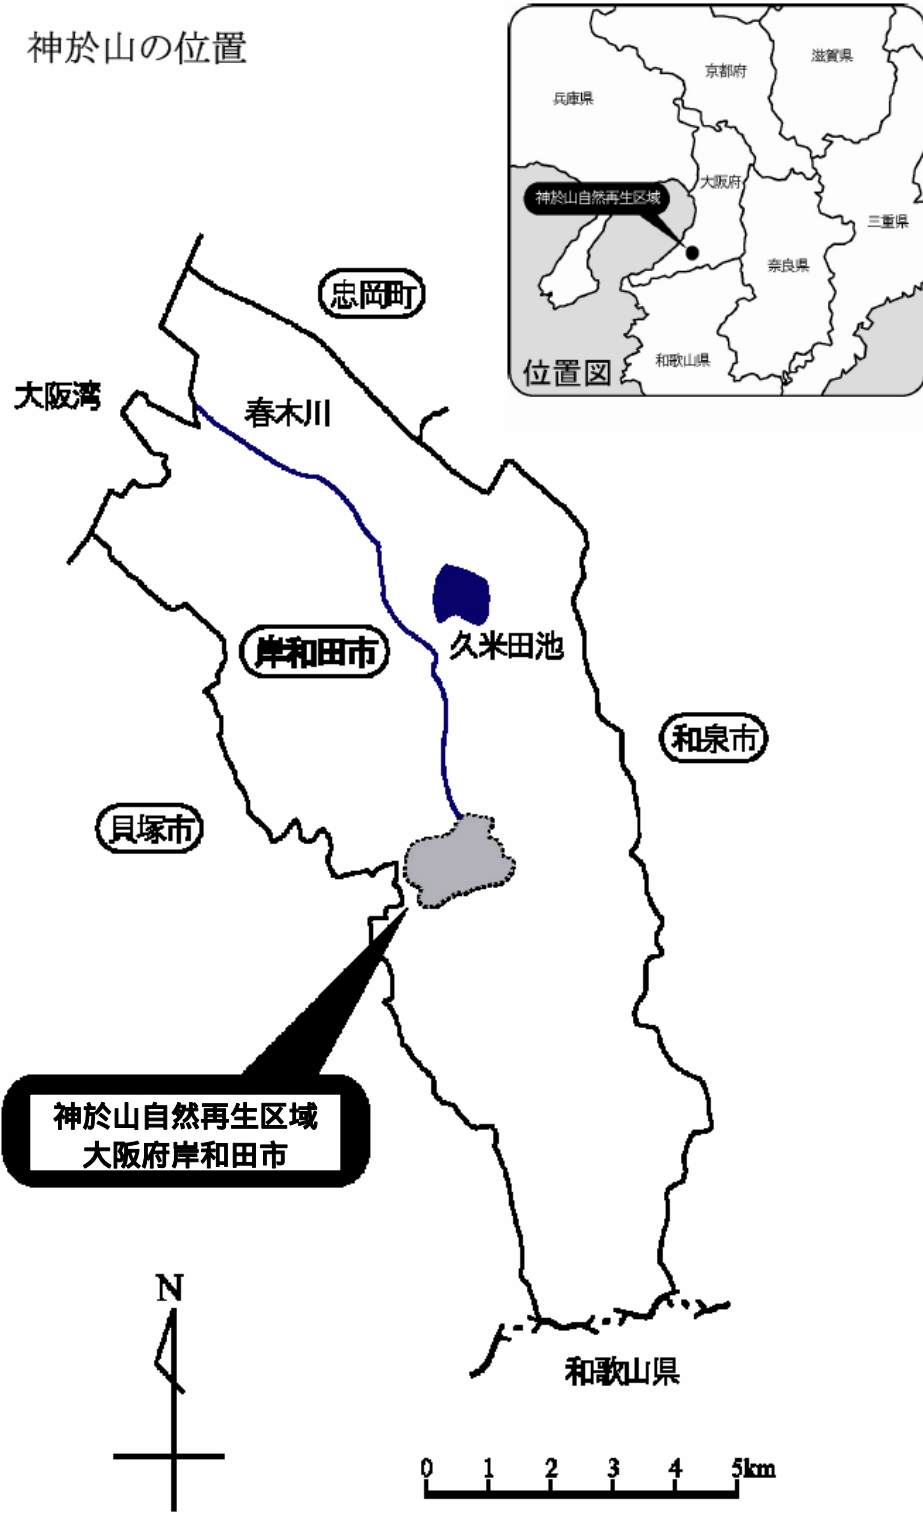 神於山の位置
滋賀県
京都府
兵庫県
大阪府
神於山自然再生区域
三重県
奈良県
和歌山県
位置図
忠岡町
大阪湾
春木川
岸和田市
久米田池
和泉市
貝塚市
神於山自然再生区域
大阪府岸和田市
N
和歌山県
0 1 2 3 4 5km